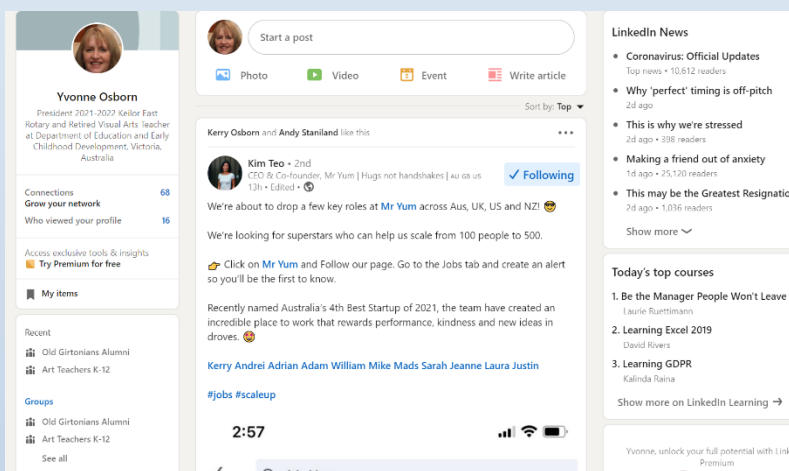 Yvonne Osborn
President 2021-2022 Keilor East
Rotary and Retired Visual Arts Teacher
at Department of Education and Early
Childhood Development, Victoria,
Australia
Connections 68
Grow your network
Who viewed your profile 16
Access exclusive tools & insights
Try Premium for free
My items
Recent
Old Girtonians Alumni
Art Teachers K-12
Groups
Old Girtonians Alumni
Art Teachers K-12
See all
Start a post
Photo Video Event Write article
Sort by: Top
Kerry Osborn and Andy Staniland like this
Kim Teo • 2nd
CEO & Co-founder, Mr Yum | Hugs not handshakes | AU GB US
13h • Edited •
✓ Following
We're about to drop a few key roles at Mr Yum across Aus, UK, US and NZ! 😎
We're looking for superstars who can help us scale from 100 people to 500.
👉 Click on Mr Yum and Follow our page. Go to the Jobs tab and create an alert
so you'll be the first to know.
Recently named Australia's 4th Best Startup of 2021, the team have created an
incredible place to work that rewards performance, kindness and new ideas in
droves. 🤩
Kerry Andrei Adrian Adam William Mike Mads Sarah Jeanne Laura Justin
#jobs #scaleup
2:57
LinkedIn News
Coronavirus: Official Updates
Top news • 10,612 readers
Why 'perfect' timing is off-pitch
2d ago
This is why we're stressed
2d ago • 398 readers
Making a friend out of anxiety
1d ago • 25,120 readers
This may be the Greatest Resignatio
2d ago • 1,036 readers
Show more
Today's top courses
1. Be the Manager People Won't Leave
Laurie Ruettimann
2. Learning Excel 2019
David Rivers
3. Learning GDPR
Kalinda Raina
Show more on LinkedIn Learning →
Yvonne, unlock your full potential with Link
Premium